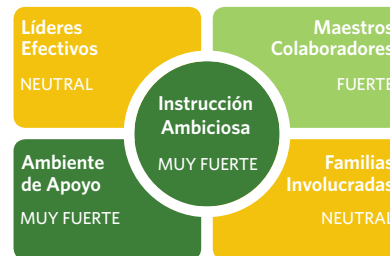 Líderes
Efectivos
NEUTRAL
Maestros
Colaboradores
FUERTE
Instrucción
Ambiciosa
MUY FUERTE
Ambiente
de Apoyo
MUY FUERTE
Familias
Involucradas
NEUTRAL